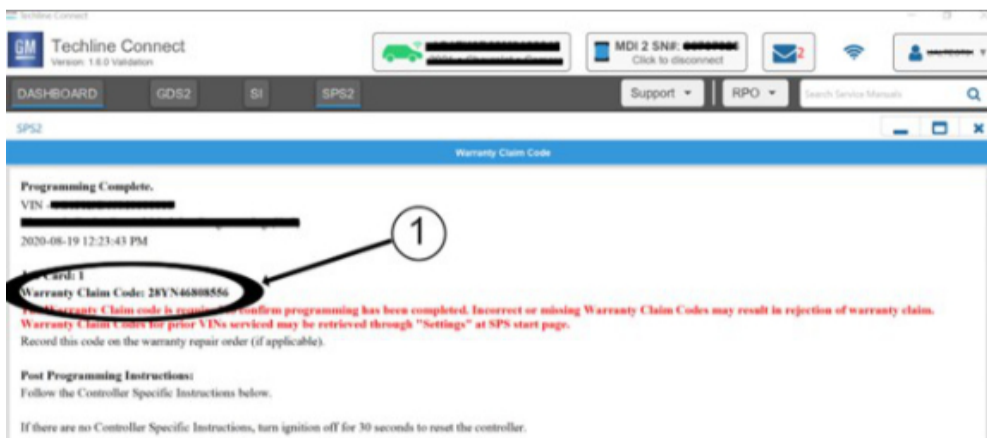 Techline Connect
GM
Techline Connect
Version: 1.8.0 Validation
MDI 2 SN#:
Click to disconnect
2
DASHBOARD GDS2 SI SPS2 Support RPO Search Service Manuals
SPS2
Warranty Claim Code
Programming Complete.
VIN -
2020-08-19 12:23:43 PM
1
Card: 1
Warranty Claim Code: 28YN46808556
Warranty Claim code is confirm programming has been completed. Incorrect or missing Warranty Claim Codes may result in rejection of warranty claim.
Warranty Claim Codes for prior VINs serviced may be retrieved through "Settings" at SPS start page.
Record this code on the warranty repair order (if applicable).
Post Programming Instructions:
Follow the Controller Specific Instructions below.
If there are no Controller Specific Instructions, turn ignition off for 30 seconds to reset the controller.